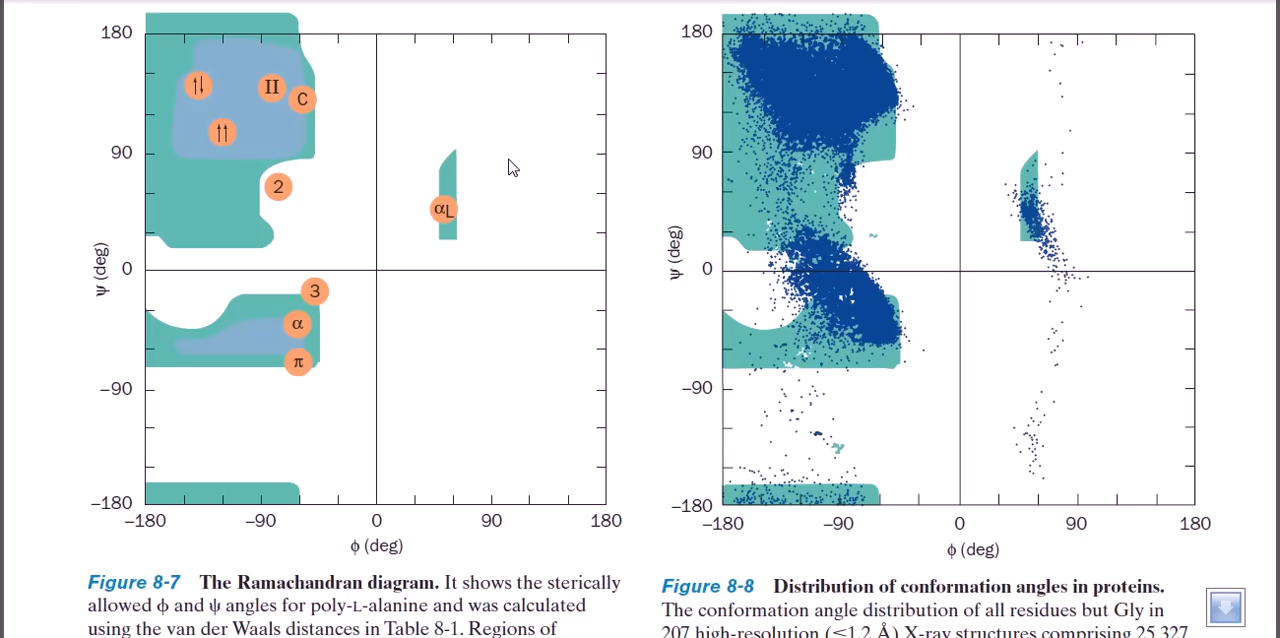 180
90
0
−90
−180
ψ (deg)
↑↓
II
C
↑↑
2
αL
3
α
π
−180
−90
0
90
180
ϕ (deg)
180
90
0
−90
−180
ψ (deg)
−180
−90
0
90
180
ϕ (deg)
Figure 8-7 The Ramachandran diagram. It shows the sterically
allowed ϕ and ψ angles for poly-L-alanine and was calculated
using the van der Waals distances in Table 8-1. Regions of
Figure 8-8 Distribution of conformation angles in proteins.
The conformation angle distribution of all residues but Gly in
207 high-resolution (≤1.2 Å) X-ray structures comprising 25,327